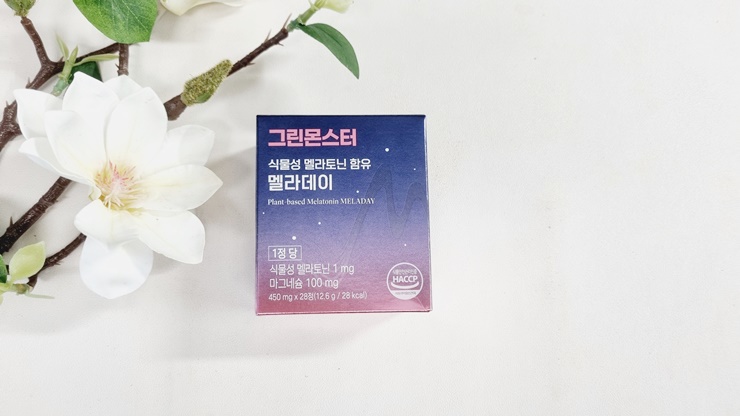 그린몬스터
식물성 멜라토닌 함유
멜라데이
Plant-based Melatonin MELADAY
1정 당
식물성 멜라토닌 1 mg
마그네슘 100 mg
450 mg x 28정(12.6 g / 28 kcal)
HACCP